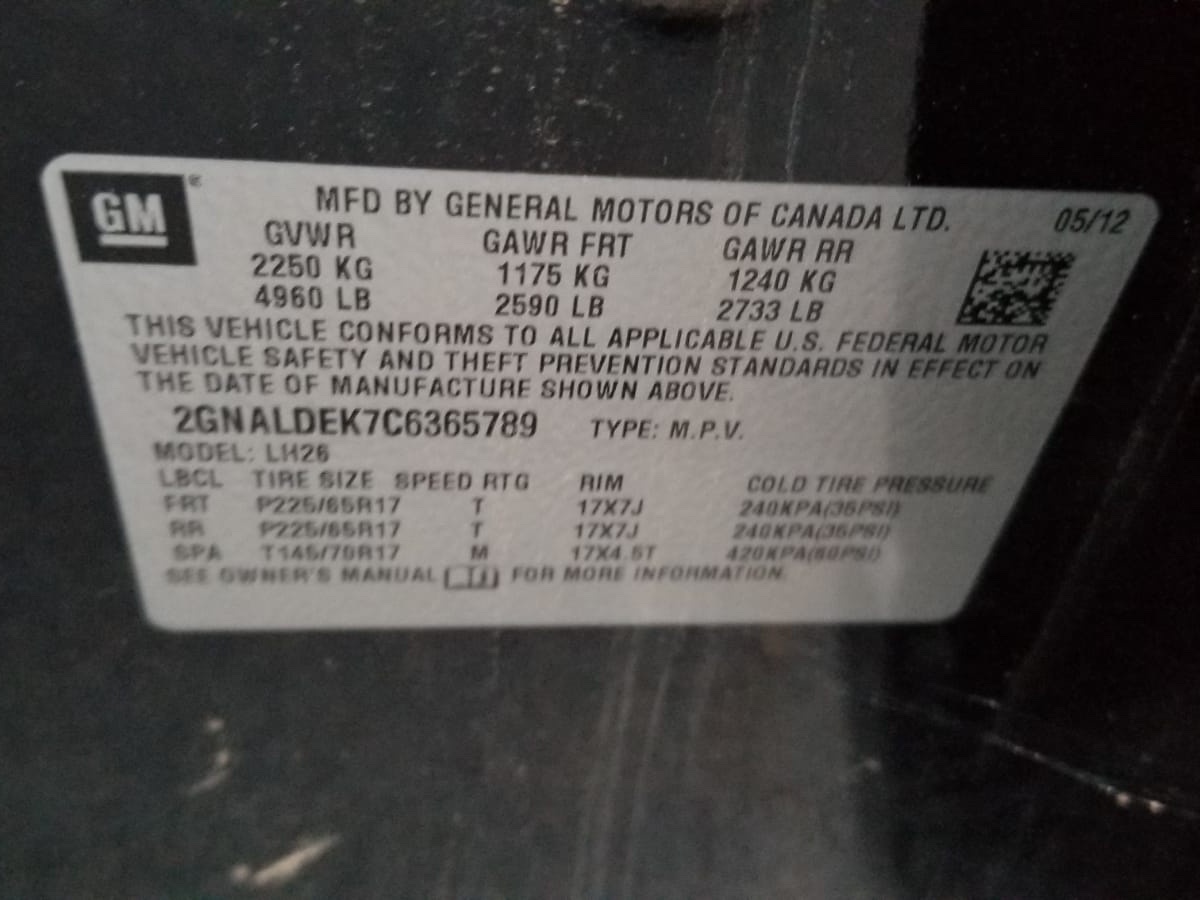 GM ®
MFD BY GENERAL MOTORS OF CANADA LTD. 05/12
GVWR GAWR FRT GAWR RR
2250 KG 1175 KG 1240 KG
4960 LB 2590 LB 2733 LB
THIS VEHICLE CONFORMS TO ALL APPLICABLE U.S. FEDERAL MOTOR
VEHICLE SAFETY AND THEFT PREVENTION STANDARDS IN EFFECT ON
THE DATE OF MANUFACTURE SHOWN ABOVE.
2GNALDEK7C6365789 TYPE: M.P.V.
MODEL: LH26
LBCL TIRE SIZE SPEED RTG RIM COLD TIRE PRESSURE
FRT P225/65R17 T 17X7J 240KPA(35PSI)
RR P225/65R17 T 17X7J 240KPA(35PSI)
SPA T145/70R17 M 17X4.5T 420KPA(60PSI)
SEE OWNER'S MANUAL FOR MORE INFORMATION.